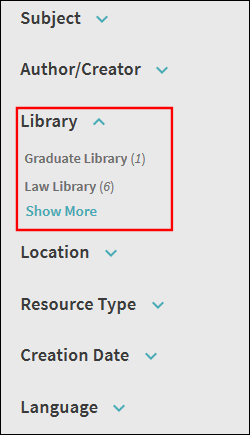 Subject
Author/Creator
Library
Graduate Library (1)
Law Library (6)
Show More
Location
Resource Type
Creation Date
Language